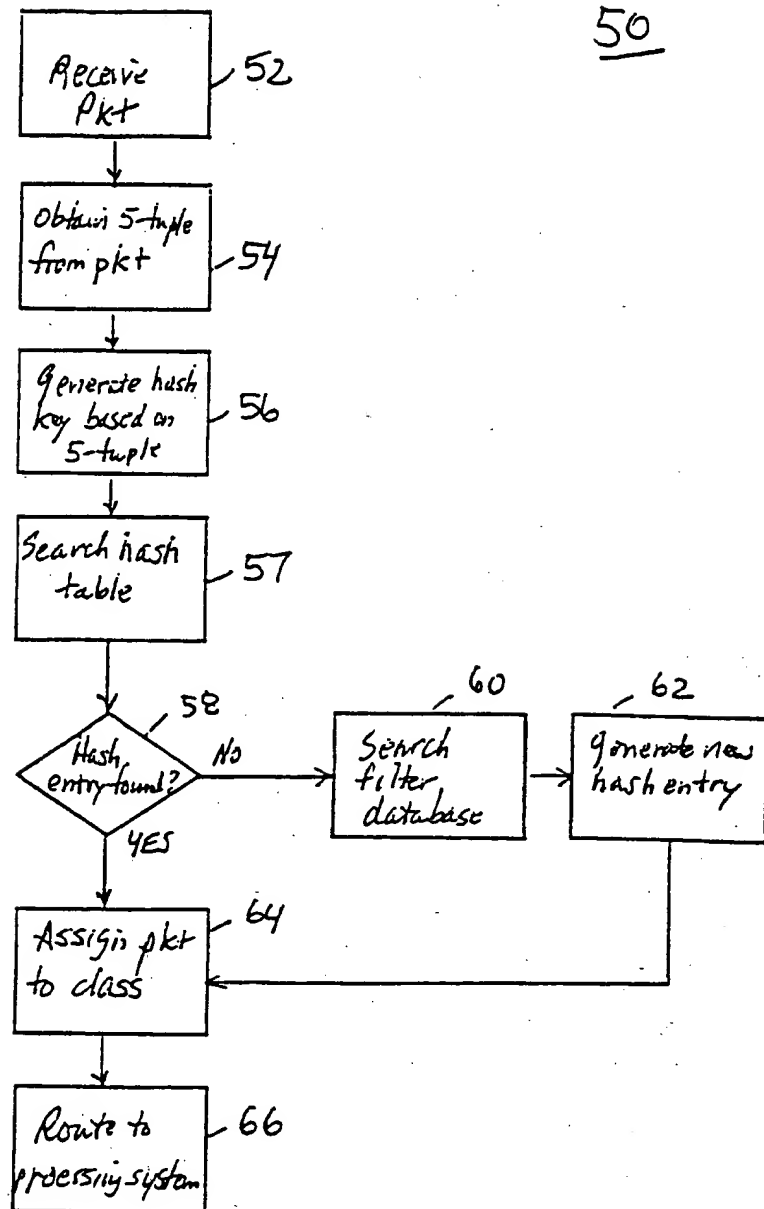 50
Receive
Pkt
52
Obtain 5-tuple
from pkt
54
Generate hash
key based on
5-tuple
56
Search hash
table
57
58
Hash
entry found?
No
YES
60
Search
filter
database
62
Generate new
hash entry
64
Assign pkt
to class
Route to
processing system
66